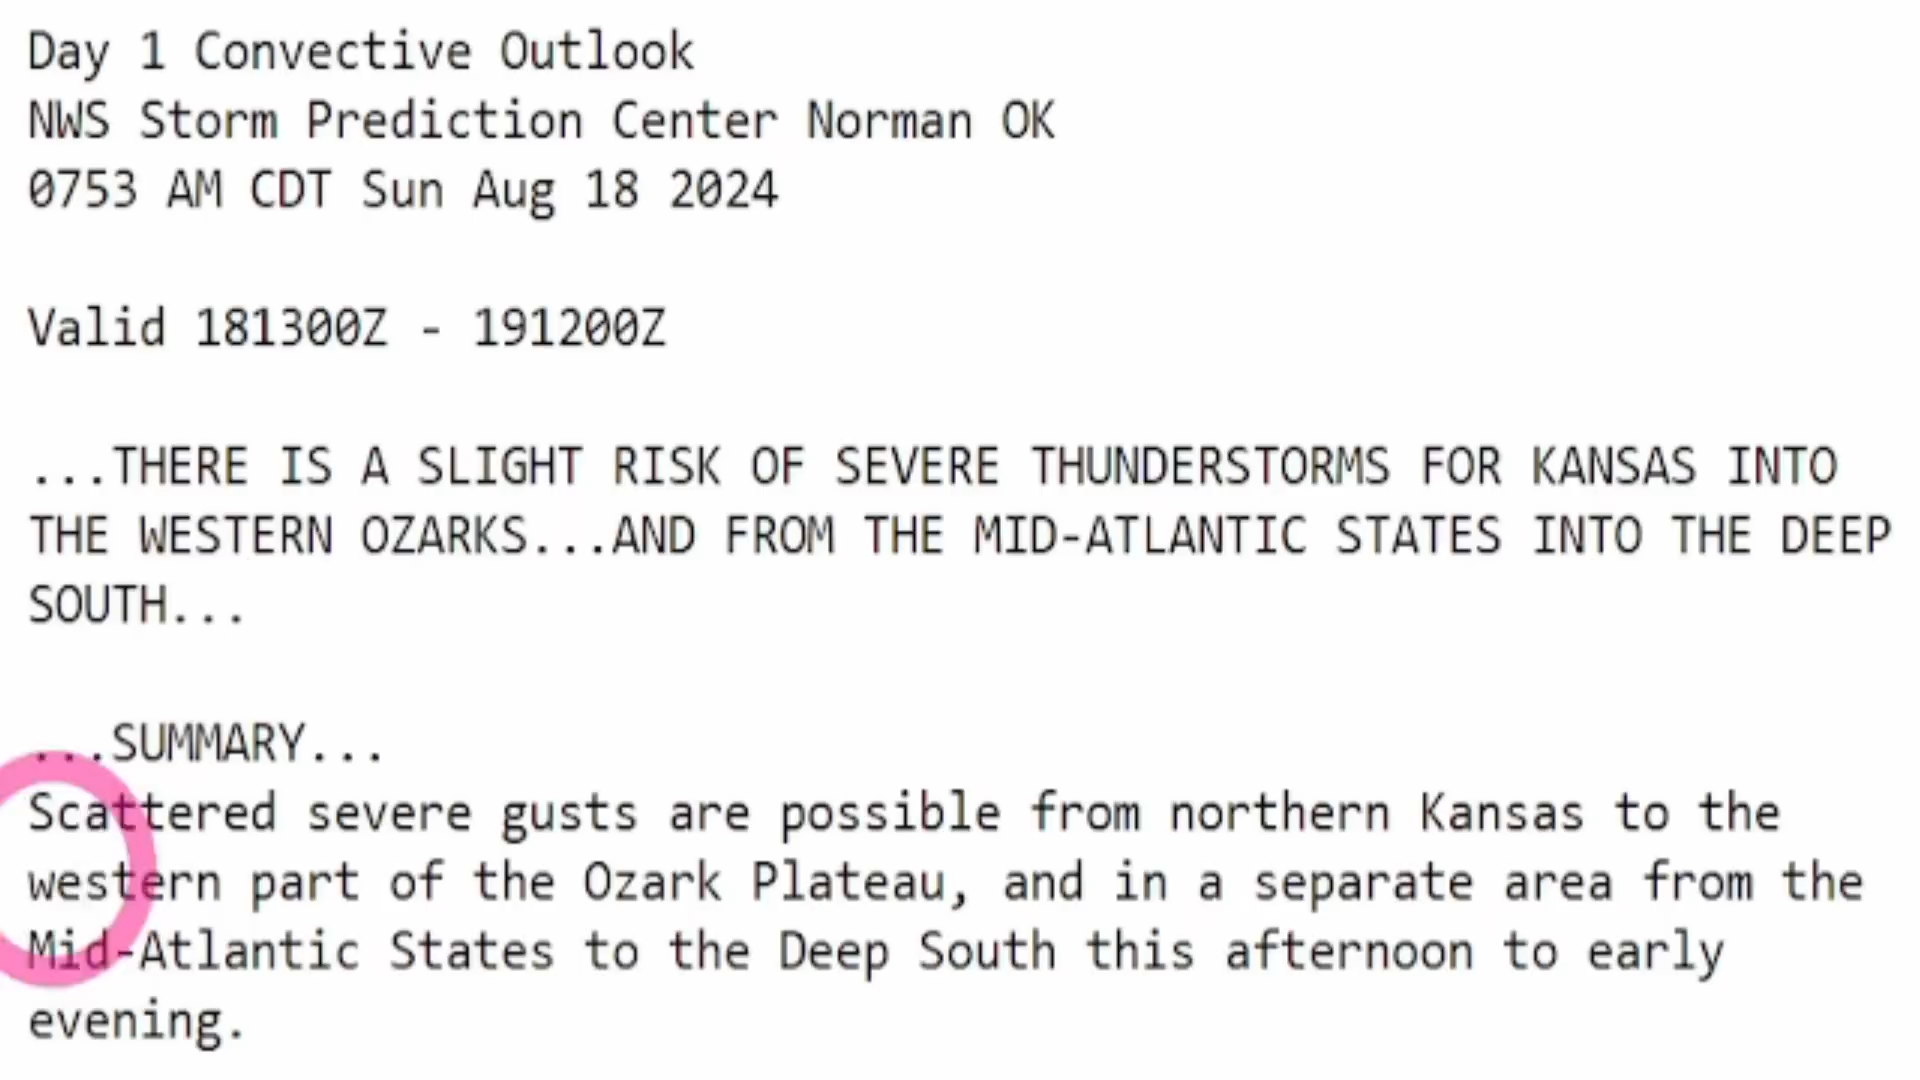 Day 1 Convective Outlook
NWS Storm Prediction Center Norman OK
0753 AM CDT Sun Aug 18 2024
Valid 181300Z - 191200Z
...THERE IS A SLIGHT RISK OF SEVERE THUNDERSTORMS FOR KANSAS INTO
THE WESTERN OZARKS...AND FROM THE MID-ATLANTIC STATES INTO THE DEEP
SOUTH...
...SUMMARY...
Scattered severe gusts are possible from northern Kansas to the
western part of the Ozark Plateau, and in a separate area from the
Mid-Atlantic States to the Deep South this afternoon to early
evening.